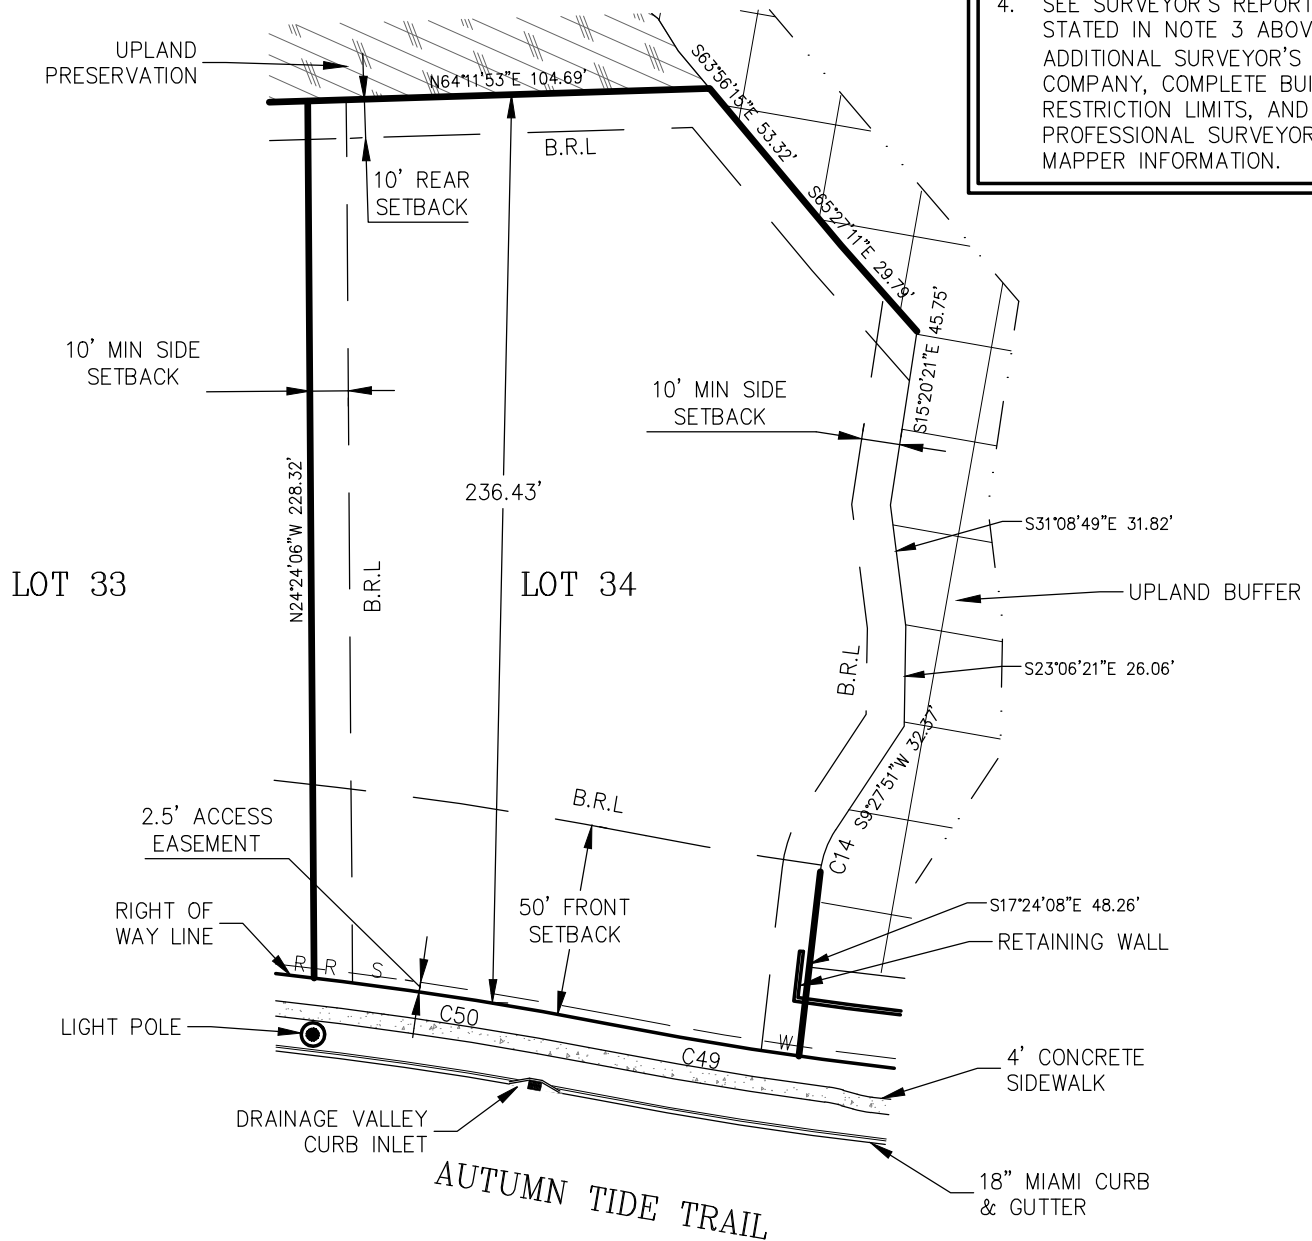 4. SEE SURVEYOR'S REPORT
STATED IN NOTE 3 ABOV
ADDITIONAL SURVEYOR'S
COMPANY, COMPLETE BUI
RESTRICTION LIMITS, AND
PROFESSIONAL SURVEYOR
MAPPER INFORMATION.
UPLAND
PRESERVATION
N64°11'53"E 104.69'
S63°56'15"E 53.32'
B.R.L
10' REAR
SETBACK
S65°27'11"E 29.79'
S15°20'21"E 45.75'
10' MIN SIDE
SETBACK
10' MIN SIDE
SETBACK
N24°24'06"W 228.32'
236.43'
S31°08'49"E 31.82'
LOT 33
B.R.L
LOT 34
UPLAND BUFFER
B.R.L
S23°06'21"E 26.06'
S9°27'51"W 32.37'
B.R.L
C14
2.5' ACCESS
EASEMENT
50' FRONT
SETBACK
S17°24'08"E 48.26'
RETAINING WALL
RIGHT OF
WAY LINE
R R S
C50
C49
W
LIGHT POLE
4' CONCRETE
SIDEWALK
DRAINAGE VALLEY
CURB INLET
18" MIAMI CURB
& GUTTER
AUTUMN TIDE TRAIL